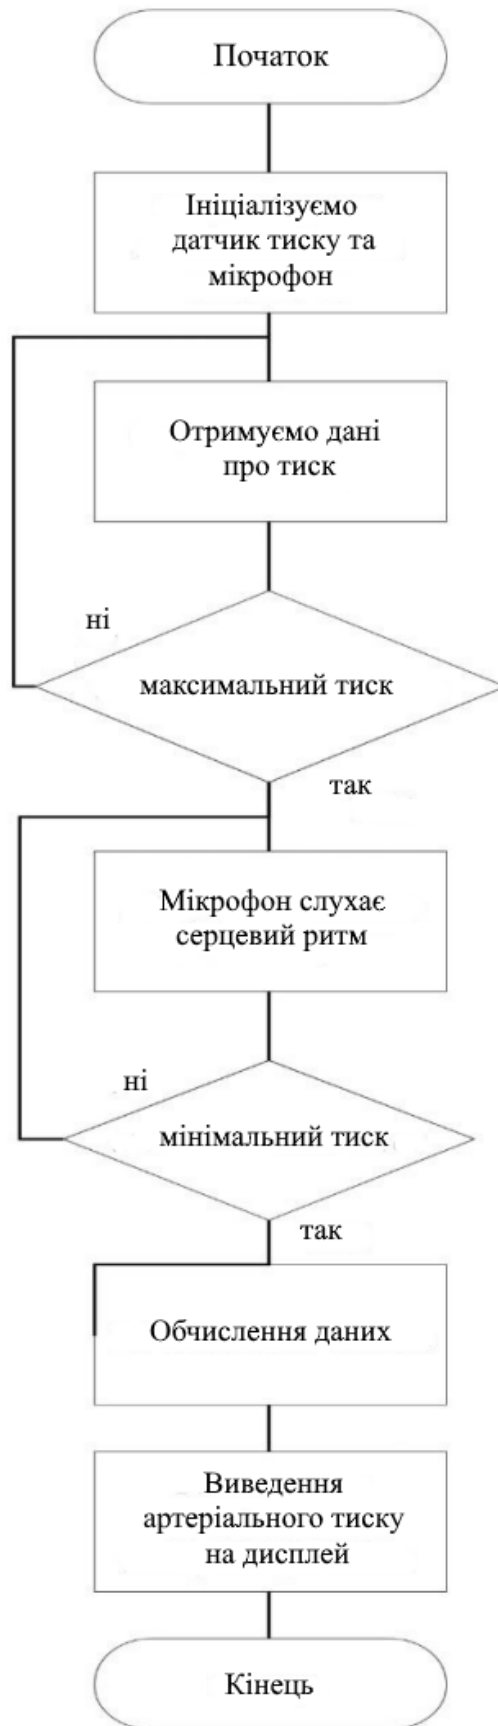 Початок
Ініціалізуємо
датчик тиску та
мікрофон
Отримуємо дані
про тиск
ні
максимальний тиск
так
Мікрофон слухає
серцевий ритм
ні
мінімальний тиск
так
Обчислення даних
Виведення
артеріального тиску
на дисплей
Кінець